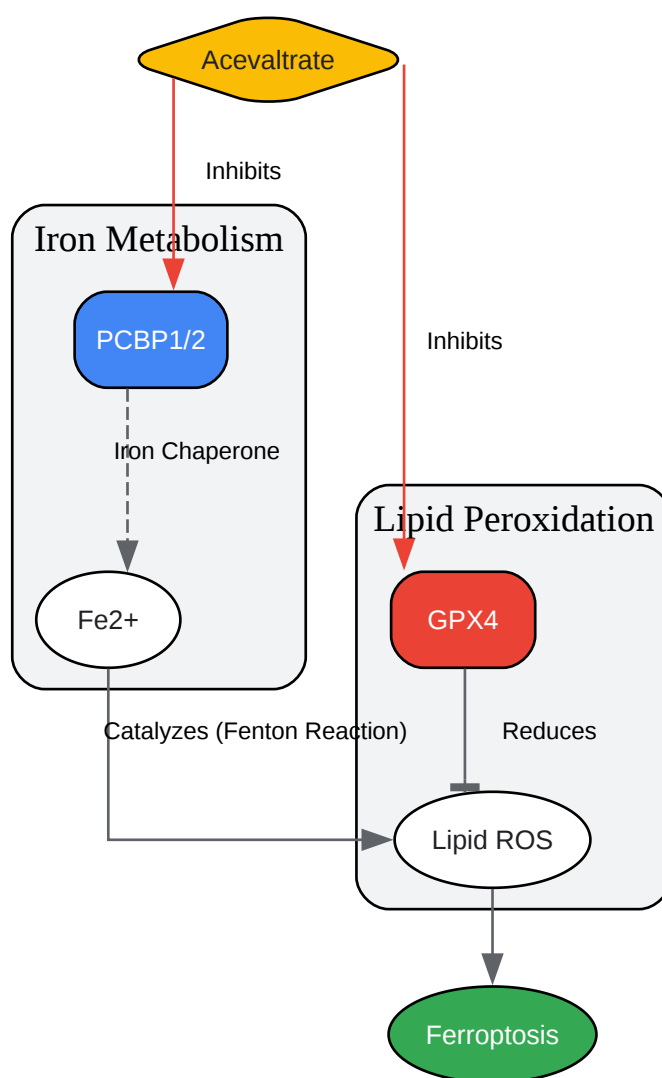 Acevaltrate
Inhibits
Iron Metabolism
PCBP1/2
Inhibits
Iron Chaperone
Lipid Peroxidation
Fe2+
GPX4
Catalyzes (Fenton Reaction)
Reduces
Lipid ROS
Ferroptosis